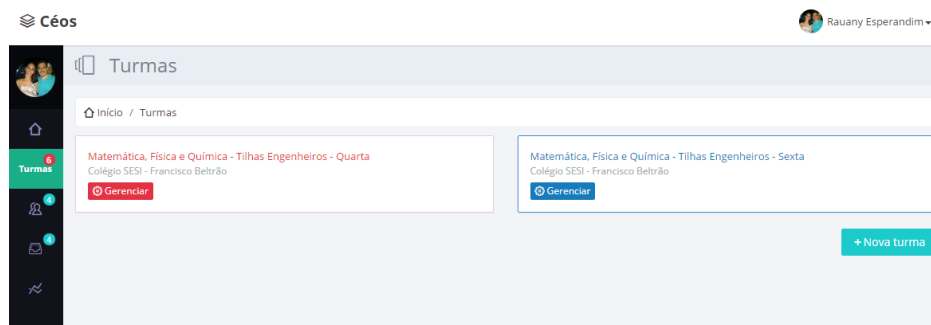 Céos
Rauany Esperandim
Turmas
Início / Turmas
6
Turmas
4
4
Matemática, Física e Química - Tilhas Engenheiros - Quarta
Colégio SESI - Francisco Beltrão
Gerenciar
Matemática, Física e Química - Tilhas Engenheiros - Sexta
Colégio SESI - Francisco Beltrão
Gerenciar
+ Nova turma